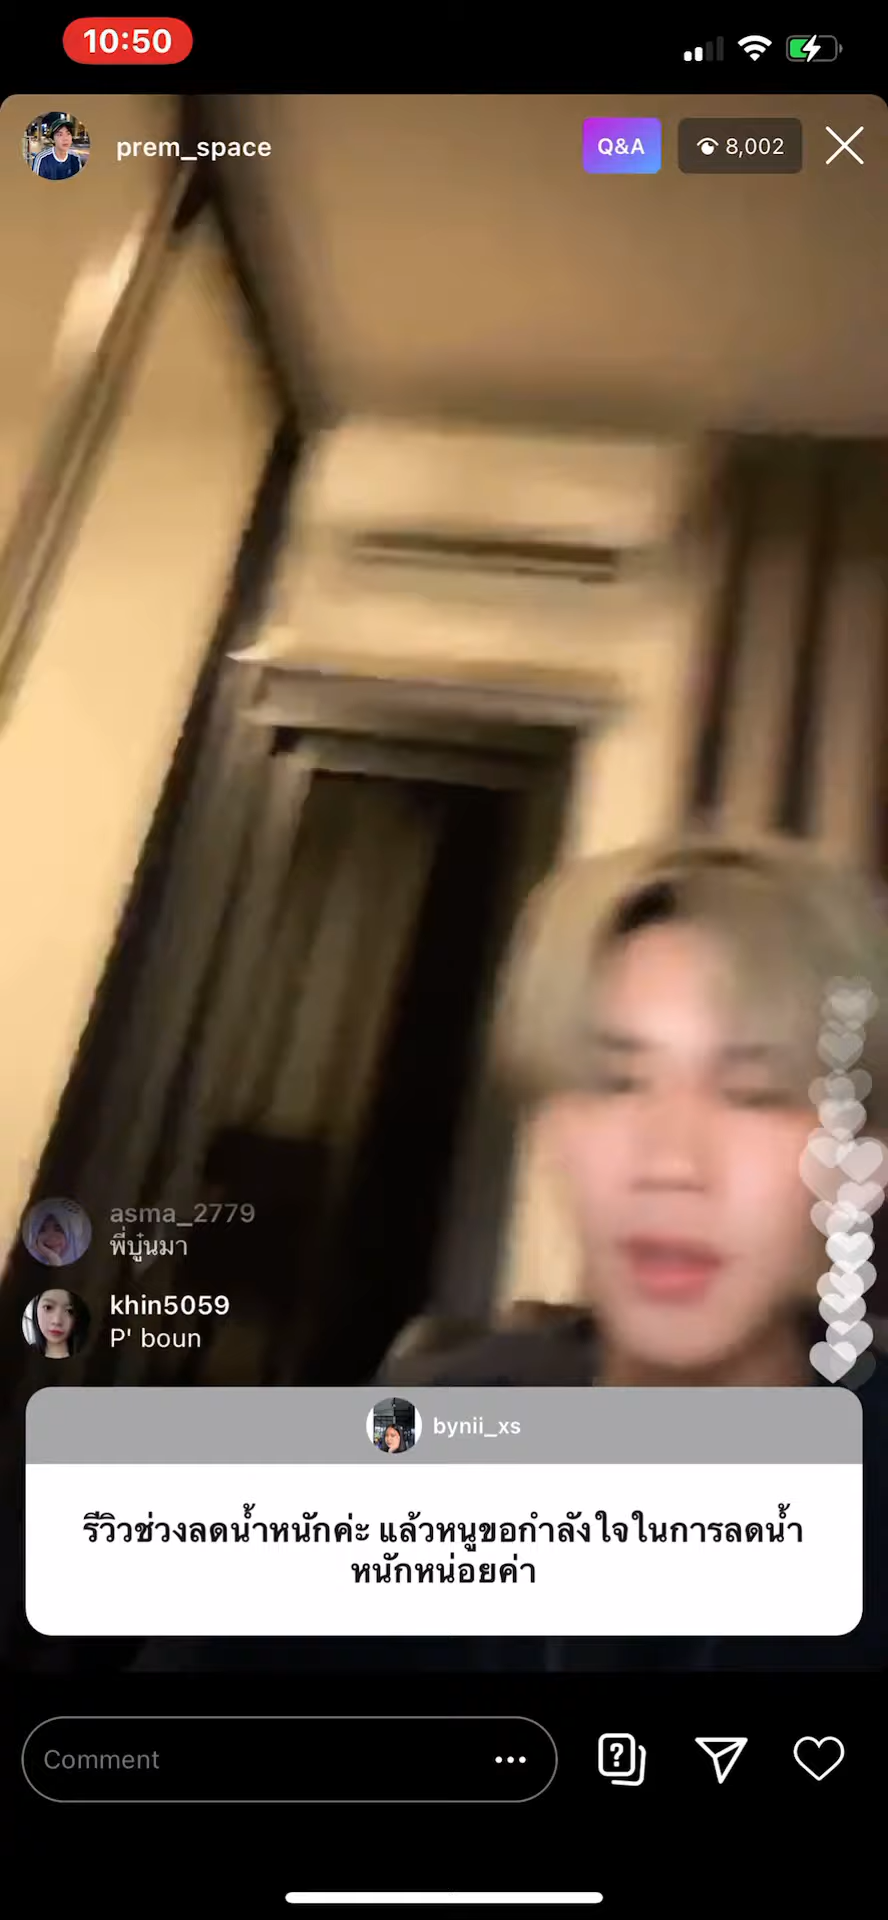 10:50
prem_space
Q&A
8,002
asma_2779
พี่บู๋นมา
khin5059
P' boun
bynii_xs
รีวิวช่วงลดน้ำหนักค่ะ แล้วหนูขอกำลังใจในการลดน้ำ
หนักหน่อยค่า
Comment